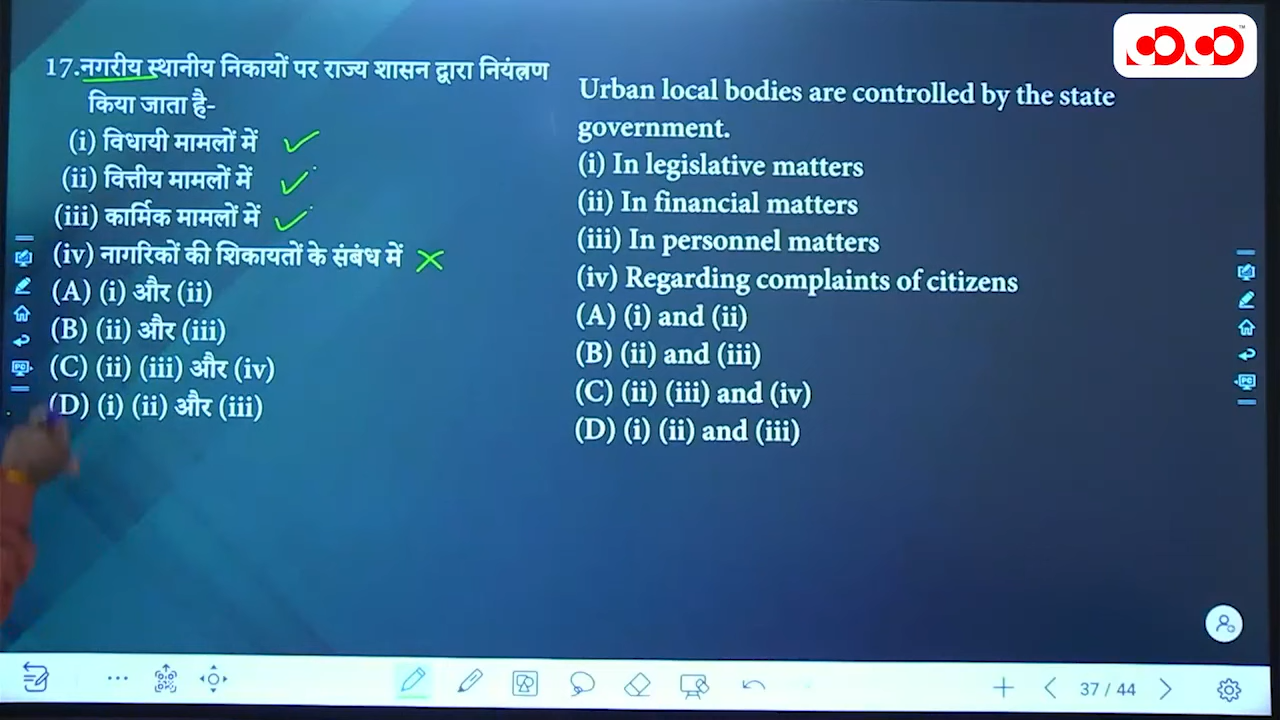 17.नगरीय स्थानीय निकायों पर राज्य शासन द्वारा नियंत्रण
किया जाता है-
(i) विधायी मामलों में
(ii) वित्तीय मामलों में
(iii) कार्मिक मामलों में
(iv) नागरिकों की शिकायतों के संबंध में
(A) (i) और (ii)
(B) (ii) और (iii)
(C) (ii) (iii) और (iv)
(D) (i) (ii) और (iii)
Urban local bodies are controlled by the state
government.
(i) In legislative matters
(ii) In financial matters
(iii) In personnel matters
(iv) Regarding complaints of citizens
(A) (i) and (ii)
(B) (ii) and (iii)
(C) (ii) (iii) and (iv)
(D) (i) (ii) and (iii)
37 / 44